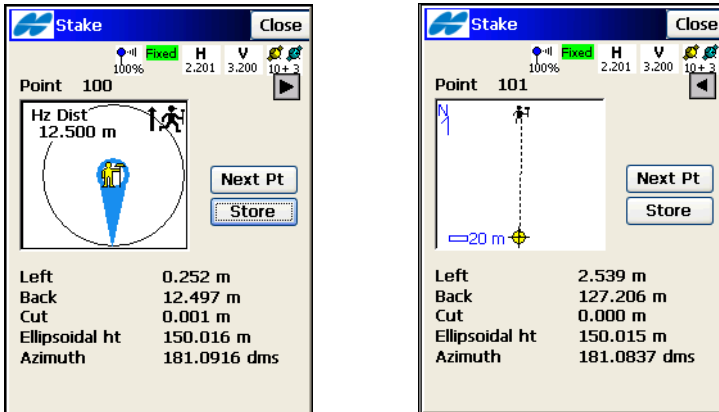 Stake Close
Fixed H V
100% 2.201 3.200 10+3
Point 100
Hz Dist
12.500 m
Next Pt
Store
Left 0.252 m
Back 12.497 m
Cut 0.001 m
Ellipsoidal ht 150.016 m
Azimuth 181.0916 dms
Stake Close
Fixed H V
100% 2.201 3.200 10+3
Point 101
N
20 m
Next Pt
Store
Left 2.539 m
Back 127.206 m
Cut 0.000 m
Ellipsoidal ht 150.015 m
Azimuth 181.0837 dms